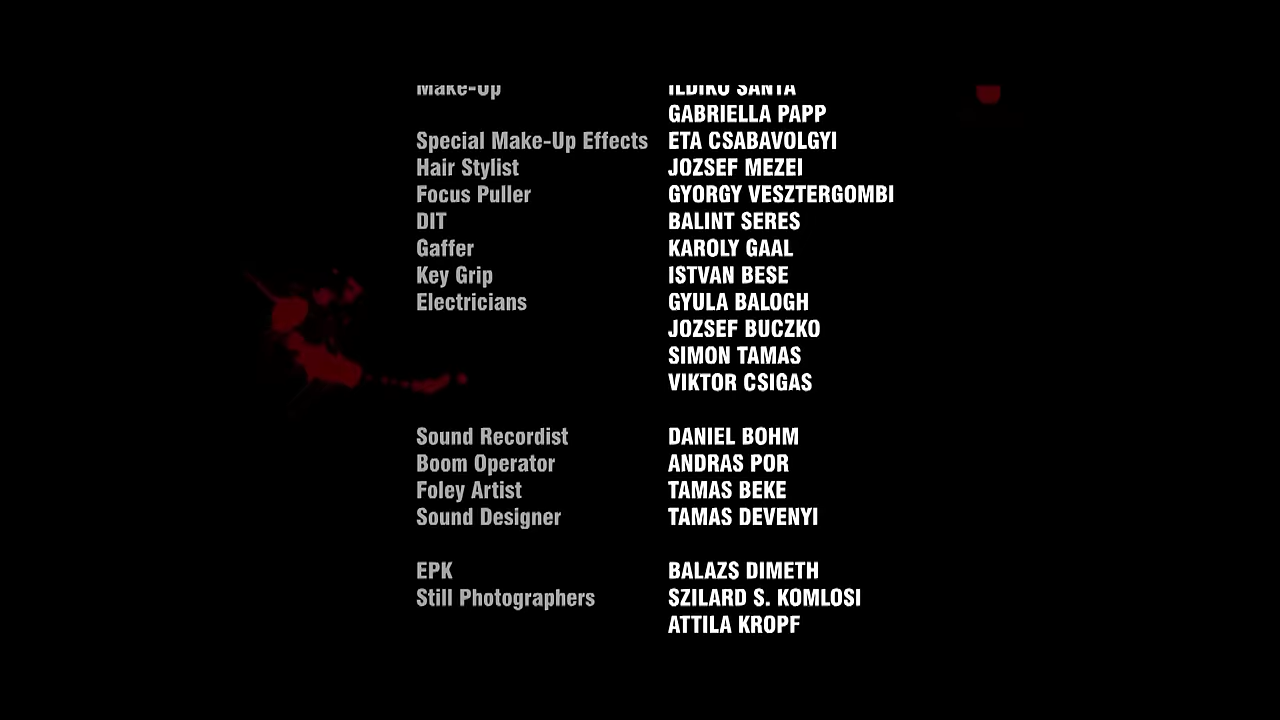 Make-Up ILDIKO SANTA
GABRIELLA PAPP
Special Make-Up Effects ETA CSABAVOLGYI
Hair Stylist JOZSEF MEZEI
Focus Puller GYORGY VESZTERGOMBI
DIT BALINT SERES
Gaffer KAROLY GAAL
Key Grip ISTVAN BESE
Electricians GYULA BALOGH
JOZSEF BUCZKO
SIMON TAMAS
VIKTOR CSIGAS
Sound Recordist DANIEL BOHM
Boom Operator ANDRAS POR
Foley Artist TAMAS BEKE
Sound Designer TAMAS DEVENYI
EPK BALAZS DIMETH
Still Photographers SZILARD S. KOMLOSI
ATTILA KROPF